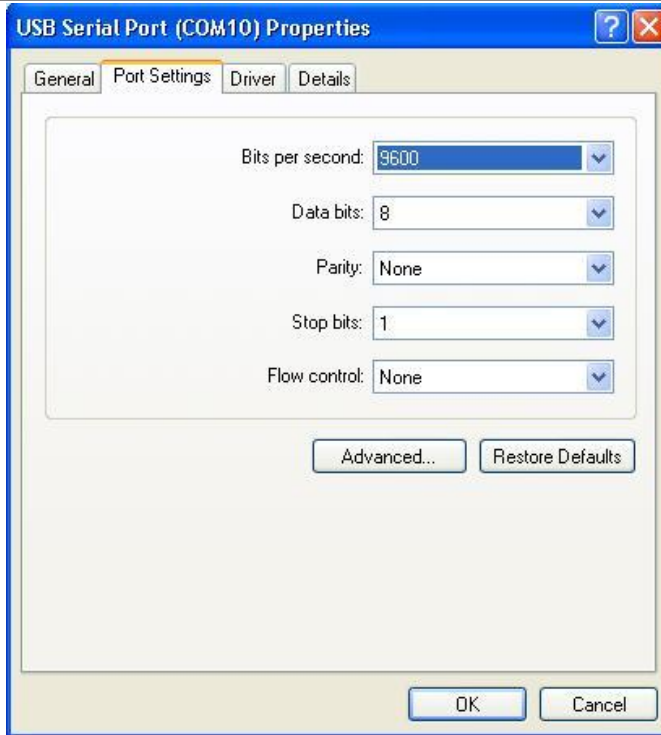 USB Serial Port (COM10) Properties
General Port Settings Driver Details
Bits per second: 9600
Data bits: 8
Parity: None
Stop bits: 1
Flow control: None
Advanced... Restore Defaults
OK Cancel